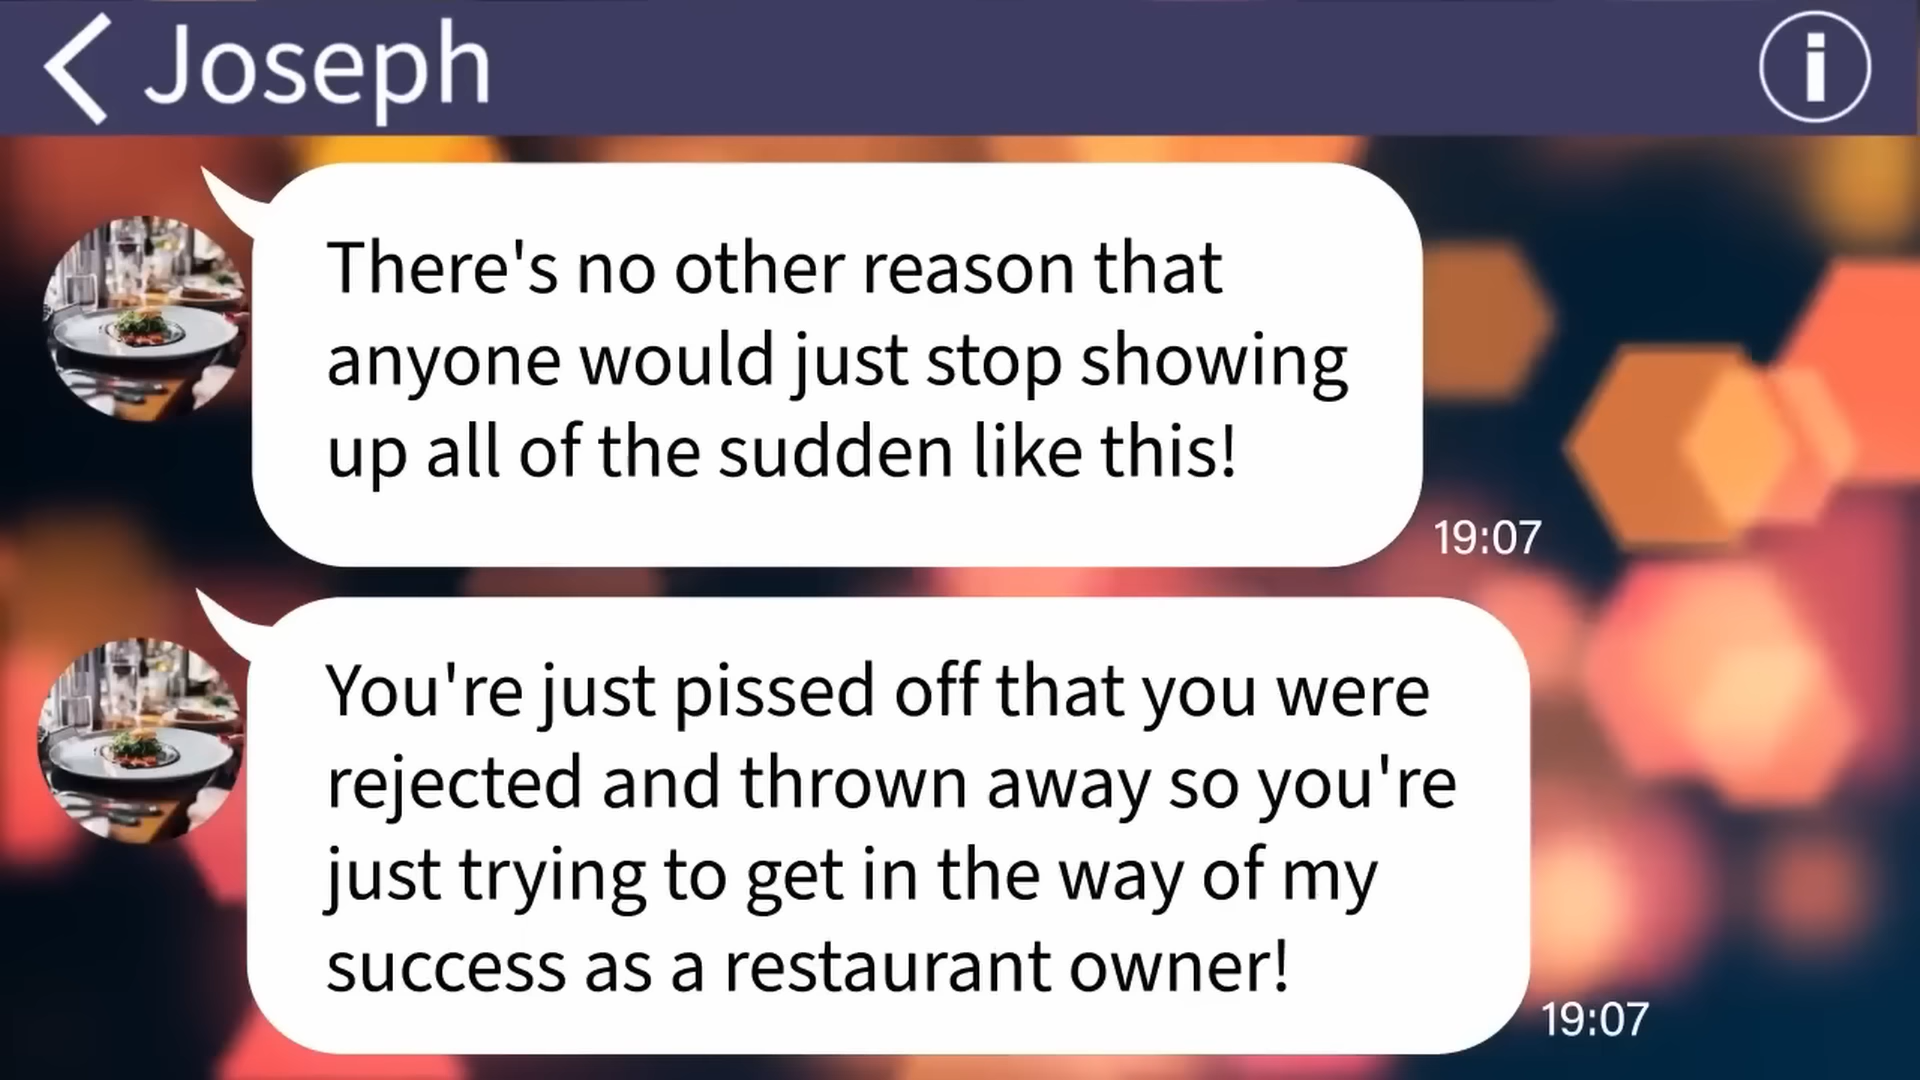 Joseph
There's no other reason that
anyone would just stop showing
up all of the sudden like this!
19:07
You're just pissed off that you were
rejected and thrown away so you're
just trying to get in the way of my
success as a restaurant owner!
19:07